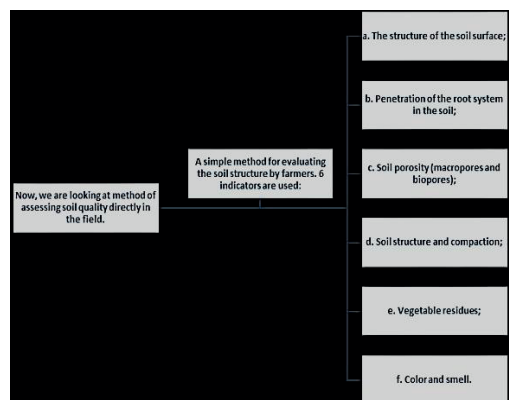 a. The structure of the soil surface;
b. Penetration of the root system
in the soil;
A simple method for evaluating
the soil structure by farmers. 6
indicators are used:
c. Soil porosity (macropores and
biopores);
Now, we are looking at method of
assessing soil quality directly in
the field.
d. Soil structure and compaction;
e. Vegetable residues;
f. Color and smell.